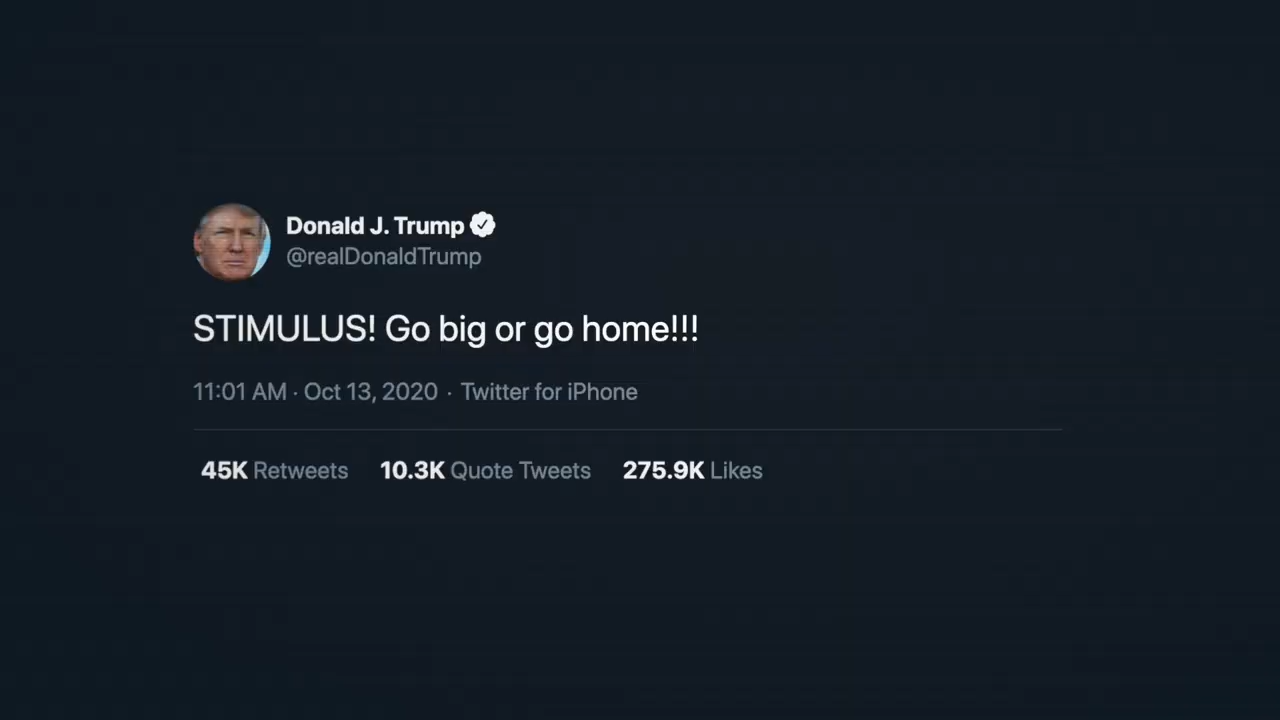 Donald J. Trump
@realDonaldTrump
STIMULUS! Go big or go home!!!
11:01 AM · Oct 13, 2020 · Twitter for iPhone
45K Retweets 10.3K Quote Tweets 275.9K Likes